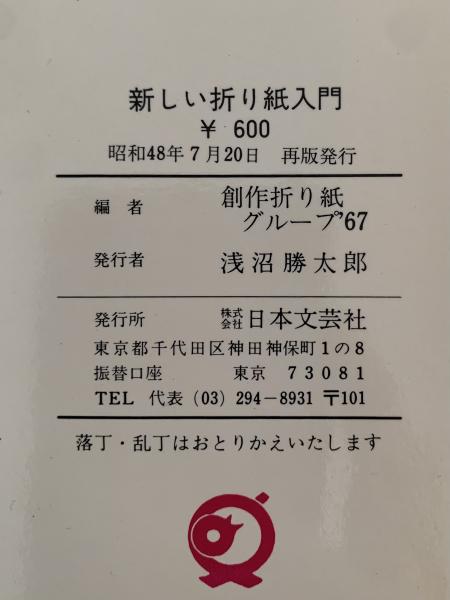 新しい折り紙入門
¥ 600
昭和48年7月20日 再版発行
編者 創作折り紙
グループ'67
発行者 浅沼勝太郎
発行所 株式会社日本文芸社
東京都千代田区神田神保町1の8
振替口座 東京 73081
TEL 代表 (03) 294-8931 〒101
落丁・乱丁はおとりかえいたします